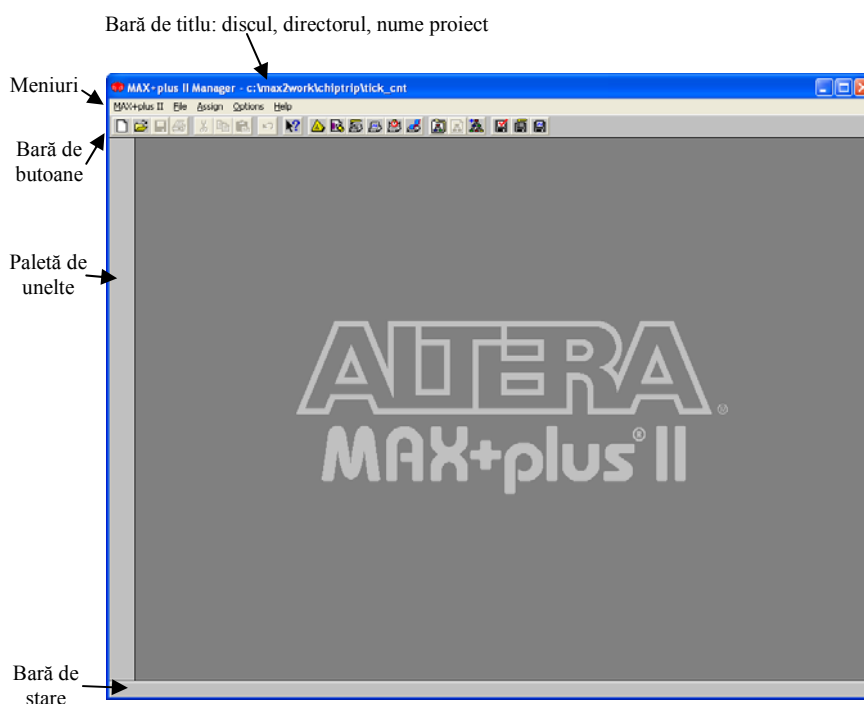 Bară de titlu: discul, directorul, nume proiect
Meniuri
MAX+plus II Manager - c:\max2work\chiptrip\tick_cnt
MAX+plus II File Assign Options Help
Bară de
butoane
Paletă de
unelte
ALTERA
®
MAX+plus® II
Bară de
stare